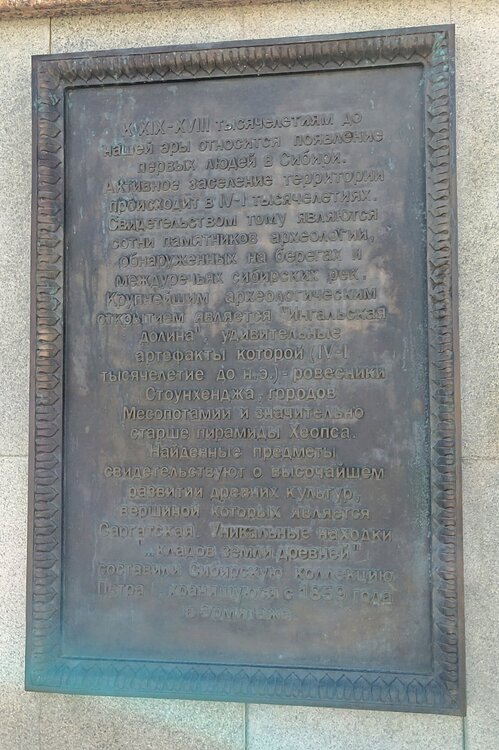 К XIX-XVIII тысячелетиям до
нашей эры относится появление
первых людей в Сибири.
Активное заселение территории
происходит в IV-I тысячелетиях.
Свидетельством тому являются
сотни памятников археологии,
обнаруженных на берегах и
междуречьях сибирских рек.
Крупнейшим археологическим
открытием является "Ингальская
долина", удивительные
артефакты которой (IV-I
тысячелетие до н.э.)- ровесники
Стоунхенджа, городов
Месопотамии и значительно
старше пирамиды Хеопса.
Найденные предметы
свидетельствуют о высочайшем
развитии древних культур,
вершиной которых является
Саргатская. Уникальные находки
"кладов земли древней"
составили Сибирскую коллекцию
Петра I, хранящуюся с 1859 года
в Эрмитаже.